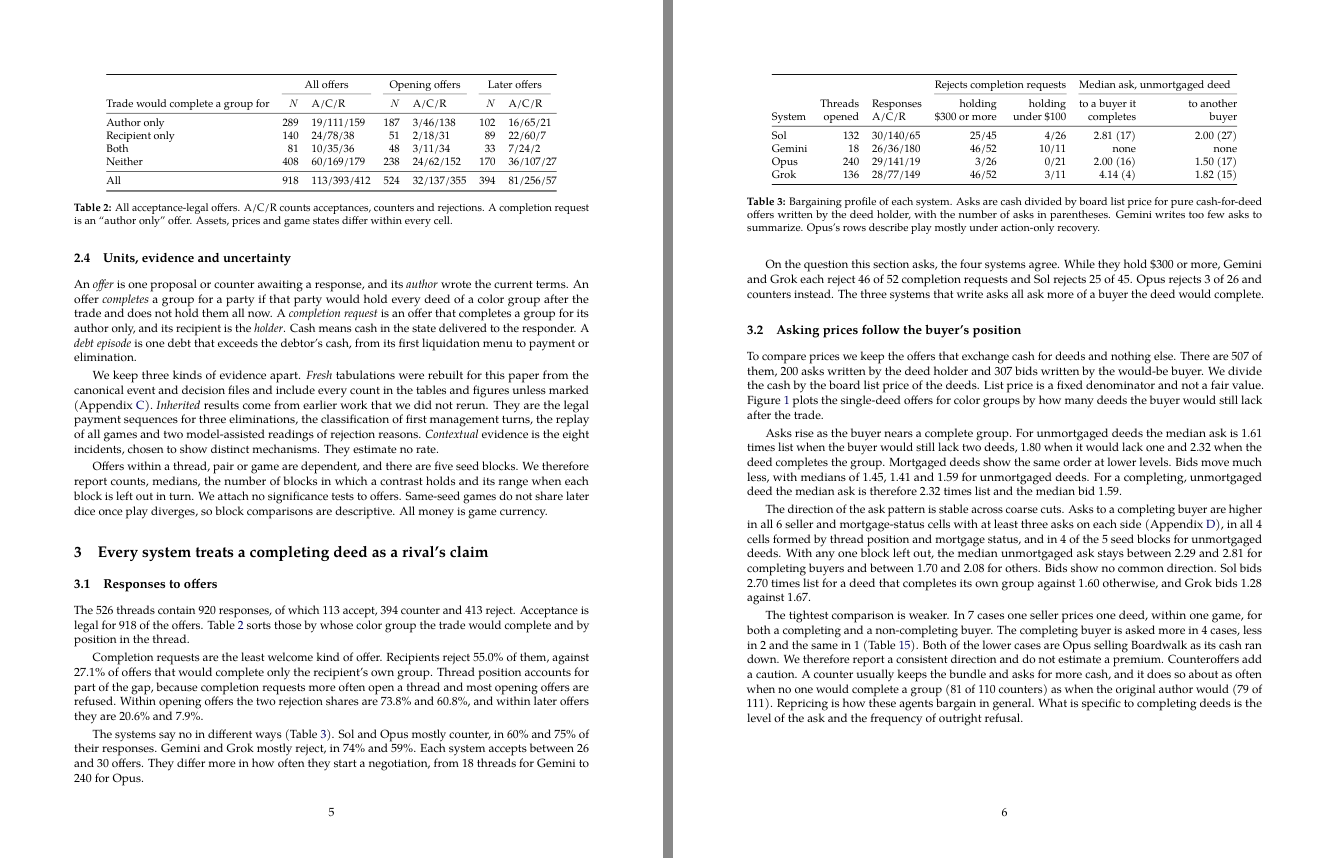 All offers Opening offers Later offers
Trade would complete a group for N A/C/R N A/C/R N A/C/R
Author only 289 19/111/159 187 3/46/138 102 16/65/21
Recipient only 140 24/78/38 51 2/18/31 89 22/60/7
Both 81 10/35/36 48 3/11/34 33 7/24/2
Neither 408 60/169/179 238 24/62/152 170 36/107/27
All 918 113/393/412 524 32/137/355 394 81/256/57
Table 2: All acceptance-legal offers. A/C/R counts acceptances, counters and rejections. A completion request
is an “author only” offer. Assets, prices and game states differ within every cell.
2.4 Units, evidence and uncertainty
An offer is one proposal or counter awaiting a response, and its author wrote the current terms. An
offer completes a group for a party if that party would hold every deed of a color group after the
trade and does not hold them all now. A completion request is an offer that completes a group for its
author only, and its recipient is the holder. Cash means cash in the state delivered to the responder. A
debt episode is one debt that exceeds the debtor’s cash, from its first liquidation menu to payment or
elimination.
We keep three kinds of evidence apart. Fresh tabulations were rebuilt for this paper from the
canonical event and decision files and include every count in the tables and figures unless marked
(Appendix C). Inherited results come from earlier work that we did not rerun. They are the legal
payment sequences for three eliminations, the classification of first management turns, the replay
of all games and two model-assisted readings of rejection reasons. Contextual evidence is the eight
incidents, chosen to show distinct mechanisms. They estimate no rate.
Offers within a thread, pair or game are dependent, and there are five seed blocks. We therefore
report counts, medians, the number of blocks in which a contrast holds and its range when each
block is left out in turn. We attach no significance tests to offers. Same-seed games do not share later
dice once play diverges, so block comparisons are descriptive. All money is game currency.
3 Every system treats a completing deed as a rival’s claim
3.1 Responses to offers
The 526 threads contain 920 responses, of which 113 accept, 394 counter and 413 reject. Acceptance is
legal for 918 of the offers. Table 2 sorts those by whose color group the trade would complete and by
position in the thread.
Completion requests are the least welcome kind of offer. Recipients reject 55.0% of them, against
27.1% of offers that would complete only the recipient’s own group. Thread position accounts for
part of the gap, because completion requests more often open a thread and most opening offers are
refused. Within opening offers the two rejection shares are 73.8% and 60.8%, and within later offers
they are 20.6% and 7.9%.
The systems say no in different ways (Table 3). Sol and Opus mostly counter, in 60% and 75% of
their responses. Gemini and Grok mostly reject, in 74% and 59%. Each system accepts between 26
and 30 offers. They differ more in how often they start a negotiation, from 18 threads for Gemini to
240 for Opus.
5
Rejects completion requests Median ask, unmortgaged deed
Threads Responses holding holding to a buyer it to another
System opened A/C/R $300 or more under $100 completes buyer
Sol 132 30/140/65 25/45 4/26 2.81 (17) 2.00 (27)
Gemini 18 26/36/180 46/52 10/11 none none
Opus 240 29/141/19 3/26 0/21 2.00 (16) 1.50 (17)
Grok 136 28/77/149 46/52 3/11 4.14 (4) 1.82 (15)
Table 3: Bargaining profile of each system. Asks are cash divided by board list price for pure cash-for-deed
offers written by the deed holder, with the number of asks in parentheses. Gemini writes too few asks to
summarize. Opus’s rows describe play mostly under action-only recovery.
On the question this section asks, the four systems agree. While they hold $300 or more, Gemini
and Grok each reject 46 of 52 completion requests and Sol rejects 25 of 45. Opus rejects 3 of 26 and
counters instead. The three systems that write asks all ask more of a buyer the deed would complete.
3.2 Asking prices follow the buyer’s position
To compare prices we keep the offers that exchange cash for deeds and nothing else. There are 507 of
them, 200 asks written by the deed holder and 307 bids written by the would-be buyer. We divide
the cash by the board list price of the deeds. List price is a fixed denominator and not a fair value.
Figure 1 plots the single-deed offers for color groups by how many deeds the buyer would still lack
after the trade.
Asks rise as the buyer nears a complete group. For unmortgaged deeds the median ask is 1.61
times list when the buyer would still lack two deeds, 1.80 when it would lack one and 2.32 when the
deed completes the group. Mortgaged deeds show the same order at lower levels. Bids move much
less, with medians of 1.45, 1.41 and 1.59 for unmortgaged deeds. For a completing, unmortgaged
deed the median ask is therefore 2.32 times list and the median bid 1.59.
The direction of the ask pattern is stable across coarse cuts. Asks to a completing buyer are higher
in all 6 seller and mortgage-status cells with at least three asks on each side (Appendix D), in all 4
cells formed by thread position and mortgage status, and in 4 of the 5 seed blocks for unmortgaged
deeds. With any one block left out, the median unmortgaged ask stays between 2.29 and 2.81 for
completing buyers and between 1.70 and 2.08 for others. Bids show no common direction. Sol bids
2.70 times list for a deed that completes its own group against 1.60 otherwise, and Grok bids 1.28
against 1.67.
The tightest comparison is weaker. In 7 cases one seller prices one deed, within one game, for
both a completing and a non-completing buyer. The completing buyer is asked more in 4 cases, less
in 2 and the same in 1 (Table 15). Both of the lower cases are Opus selling Boardwalk as its cash ran
down. We therefore report a consistent direction and do not estimate a premium. Counteroffers add
a caution. A counter usually keeps the bundle and asks for more cash, and it does so about as often
when no one would complete a group (81 of 110 counters) as when the original author would (79 of
111). Repricing is how these agents bargain in general. What is specific to completing deeds is the
level of the ask and the frequency of outright refusal.
6